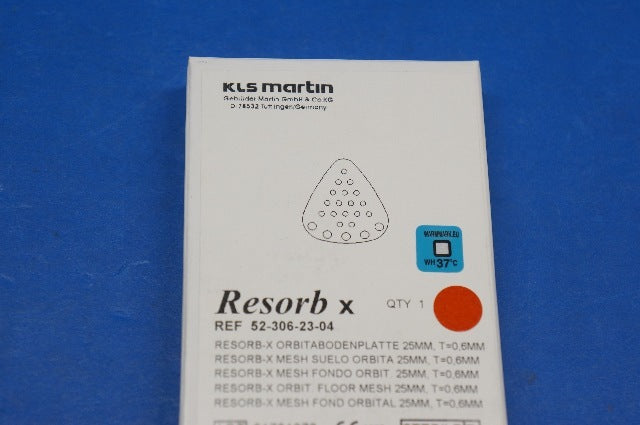 KLS martin
Gebrüder Martin GmbH & Co.KG
D-78532 Tuttlingen/Germany
WH 37°C
Resorb x QTY 1
REF 52-306-23-04
RESORB-X ORBITABODENPLATTE 25MM, T=0,6MM
RESORB-X MESH SUELO ORBITA 25MM, T=0,6MM
RESORB-X MESH FONDO ORBIT. 25MM, T=0,6MM
RESORB-X ORBIT. FLOOR MESH 25MM, T=0,6MM
RESORB-X MESH FOND ORBITAL 25MM, T=0,6MM